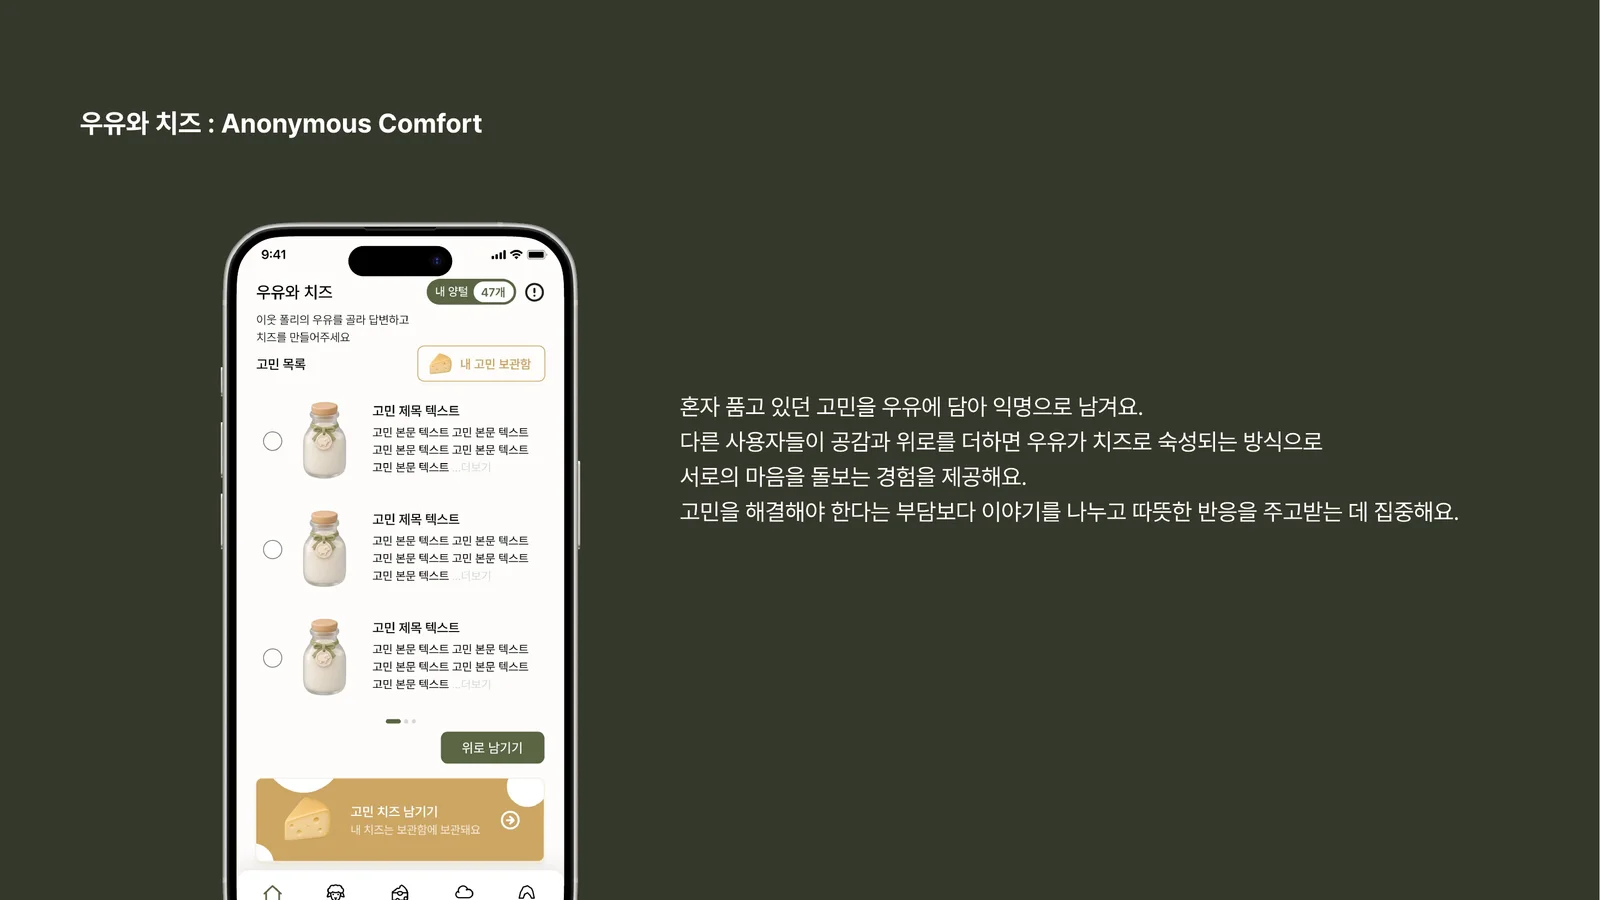 우유와 치즈 : Anonymous Comfort
9:41
우유와 치즈
내 양털 47개
이웃 폴리의 우유를 골라 답변하고
치즈를 만들어주세요
고민 목록
내 고민 보관함
고민 제목 텍스트
고민 본문 텍스트 고민 본문 텍스트
고민 본문 텍스트 고민 본문 텍스트
고민 본문 텍스트 ...더보기
고민 제목 텍스트
고민 본문 텍스트 고민 본문 텍스트
고민 본문 텍스트 고민 본문 텍스트
고민 본문 텍스트 ...더보기
고민 제목 텍스트
고민 본문 텍스트 고민 본문 텍스트
고민 본문 텍스트 고민 본문 텍스트
고민 본문 텍스트 ...더보기
위로 남기기
고민 치즈 남기기
내 치즈는 보관함에 보관돼요
혼자 품고 있던 고민을 우유에 담아 익명으로 남겨요.
다른 사용자들이 공감과 위로를 더하면 우유가 치즈로 숙성되는 방식으로
서로의 마음을 돌보는 경험을 제공해요.
고민을 해결해야 한다는 부담보다 이야기를 나누고 따뜻한 반응을 주고받는 데 집중해요.